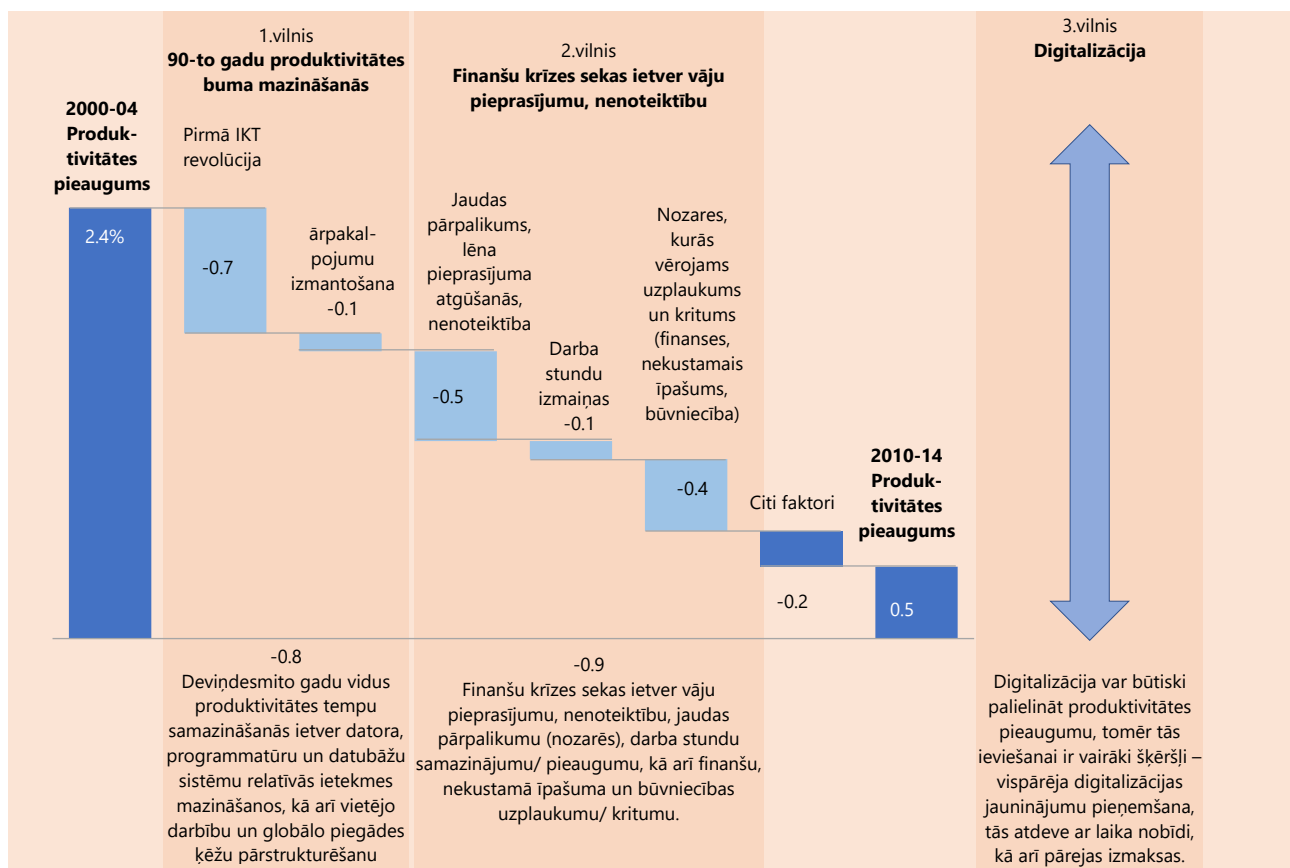 1.vilnis
90-to gadu produktivitātes
buma mazināšanās
2.vilnis
Finanšu krīzes sekas ietver vāju
pieprasījumu, nenoteiktību
3.vilnis
Digitalizācija
2000-04
Produk-
tivitātes
pieaugums
2.4%
Pirmā IKT
revolūcija
-0.7
ārpakal-
pojumu
izmantošana
-0.1
Jaudas
pārpalikums,
lēna
pieprasījuma
atgūšanās,
nenoteiktība
-0.5
Darba
stundu
izmaiņas
-0.1
Nozares,
kurās
vērojams
uzplaukums
un kritums
(finanses,
nekustamais
īpašums,
būvniecība)
-0.4
Citi faktori
-0.2
2010-14
Produk-
tivitātes
pieaugums
0.5
-0.8
Deviņdesmito gadu vidus
produktivitātes tempu
samazināšanās ietver datora,
programmatūru un datubāžu
sistēmu relatīvās ietekmes
mazināšanos, kā arī vietējo
darbību un globālo piegādes
ķēžu pārstrukturēšanu
-0.9
Finanšu krīzes sekas ietver vāju
pieprasījumu, nenoteiktību, jaudas
pārpalikumu (nozarēs), darba stundu
samazinājumu/ pieaugumu, kā arī finanšu,
nekustamā īpašuma un būvniecības
uzplaukumu/ kritumu.
Digitalizācija var būtiski
palielināt produktivitātes
pieaugumu, tomēr tās
ieviešanai ir vairāki šķēršļi –
vispārēja digitalizācijas
jauninājumu pieņemšana,
tās atdeve ar laika nobīdi,
kā arī pārejas izmaksas.